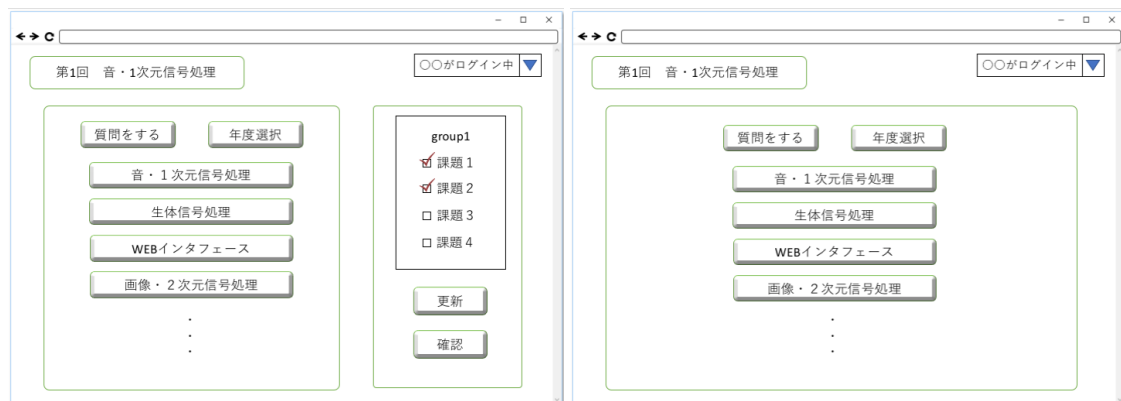 第1回　音・1次元信号処理
〇〇がログイン中
質問をする
年度選択
音・１次元信号処理
生体信号処理
WEBインタフェース
画像・２次元信号処理
group1
課題１
課題２
課題３
課題４
更新
確認
第1回　音・1次元信号処理
〇〇がログイン中
質問をする
年度選択
音・１次元信号処理
生体信号処理
WEBインタフェース
画像・２次元信号処理